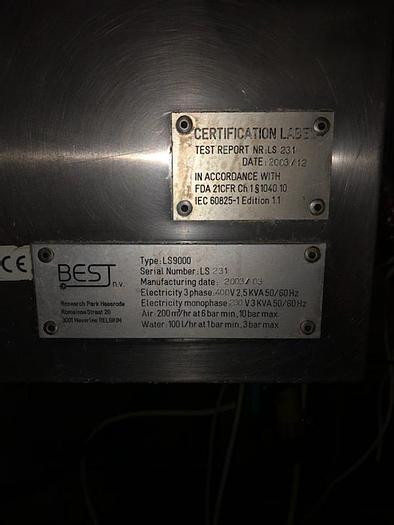 CERTIFICATION LABEL
TEST REPORT NR: LS 231
DATE: 2003/12
IN ACCORDANCE WITH
FDA 21CFR Ch.1 §1040.10
IEC 60825-1 Edition 1.1
CE
BEST n.v.
Research Park Haasrode
Romeinse Straat 20
3001 Heverlee BELGIUM
Type: LS9000
Serial Number: LS 231
Manufacturing date: 2003/03
Electricity 3 phase: 400V 2,5 KVA 50/60 Hz
Electricity monophase 230 V 3 KVA 50/60 Hz
Air: 200 m³/hr at 6 bar min, 10 bar max
Water: 100 l/hr at 1 bar min, 3 bar max